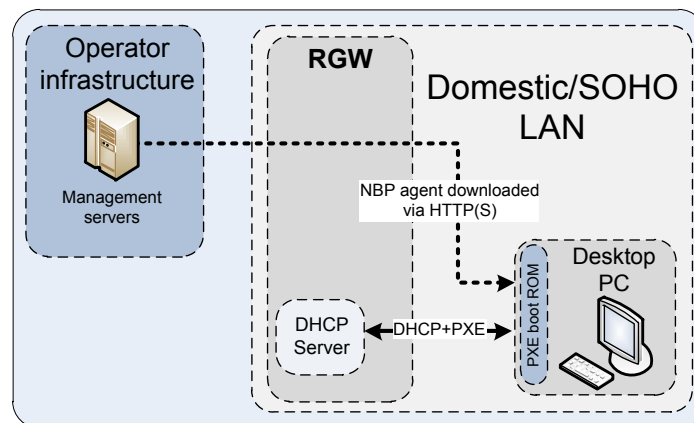 Operator
infrastructure
Management
servers
RGW
Domestic/SOHO
LAN
NBP agent downloaded
via HTTP(S)
DHCP
Server
DHCP+PXE
PXE boot ROM
Desktop
PC